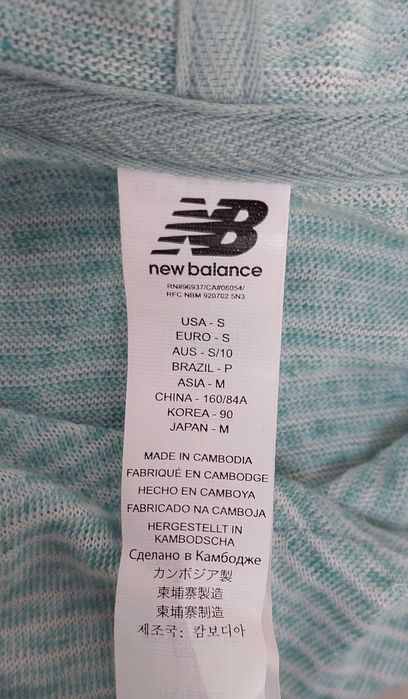 NB
new balance
RN#96937/CA#06054/
RFC NBM 920702 5N3
USA - S
EURO - S
AUS - S/10
BRAZIL - P
ASIA - M
CHINA - 160/84A
KOREA - 90
JAPAN - M
MADE IN CAMBODIA
FABRIQUÉ EN CAMBODGE
HECHO EN CAMBOYA
FABRICADO NA CAMBOJA
HERGESTELLT IN
KAMBODSCHA
Сделано в Камбодже
カンボジア製
柬埔寨製造
柬埔寨制造
제조국: 캄보디아